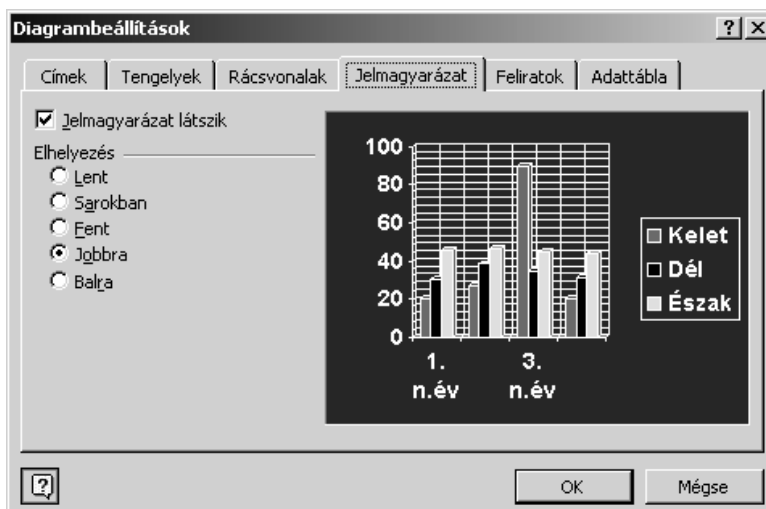 Diagrambeállítások
Címek
Tengelyek
Rácsvonalak
Jelmagyarázat
Feliratok
Adattábla
Jelmagyarázat látszik
Elhelyezés
Lent
Sarokban
Fent
Jobbra
Balra
100
80
60
40
20
0
1.
n.év
3.
n.év
Kelet
Dél
Észak
OK
Mégse